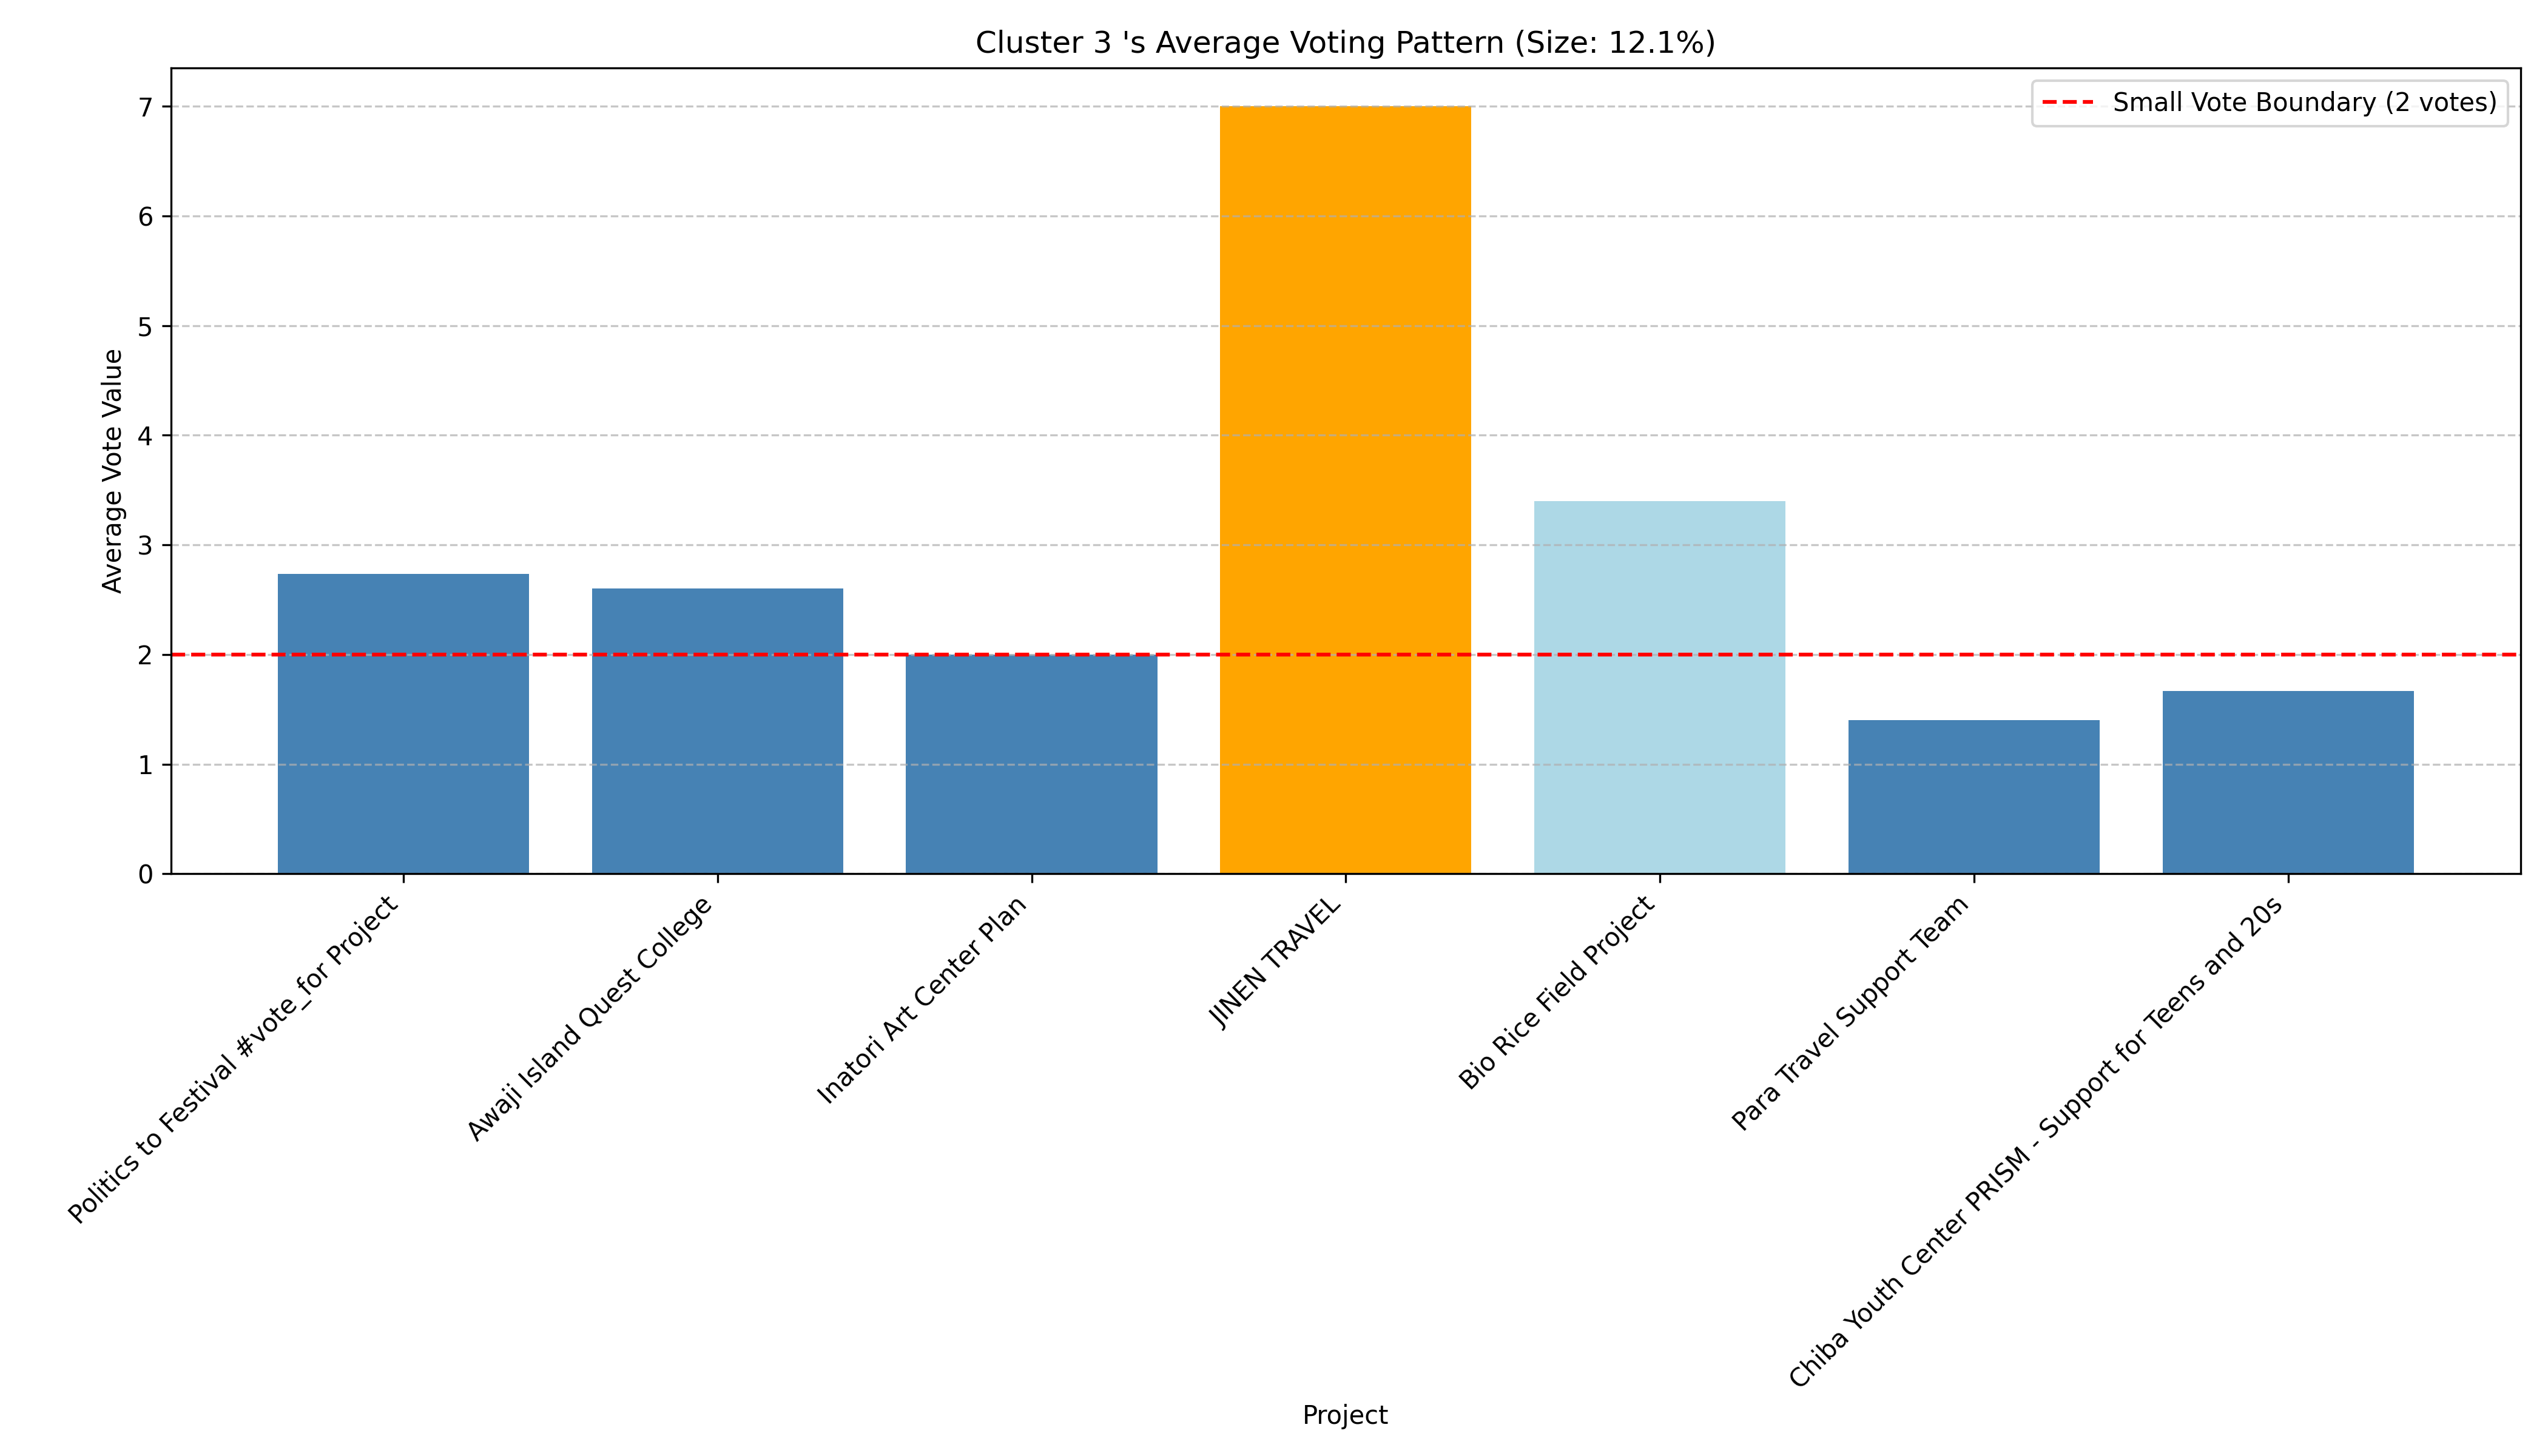 Cluster 3 's Average Voting Pattern (Size: 12.1%)
Small Vote Boundary (2 votes)
Average Vote Value
7
6
5
4
3
2
1
0
Politics to Festival #vote_for Project
Awaji Island Quest College
Inatori Art Center Plan
JINEN TRAVEL
Bio Rice Field Project
Para Travel Support Team
Chiba Youth Center PRISM - Support for Teens and 20s
Project